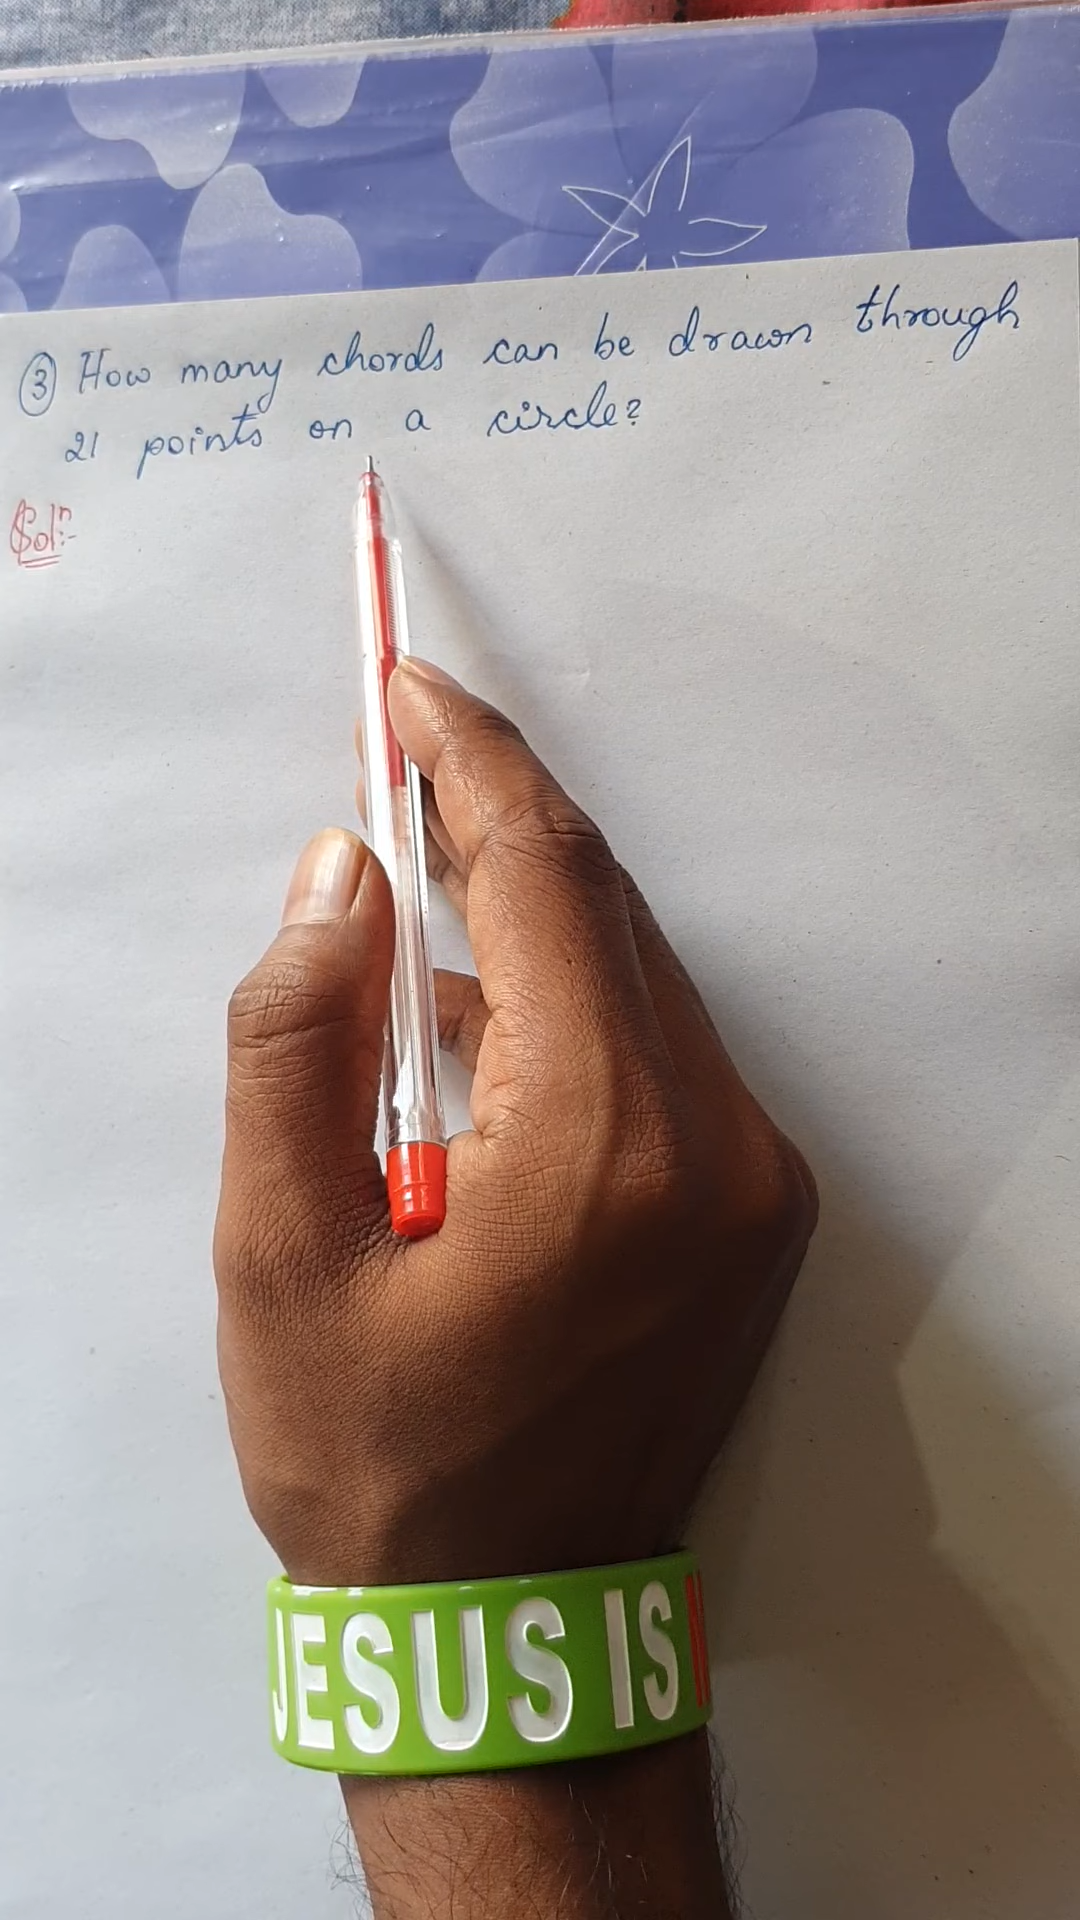 ③ How many chords can be drawn through
21 points on a circle?
Solⁿ:-
JESUS IS